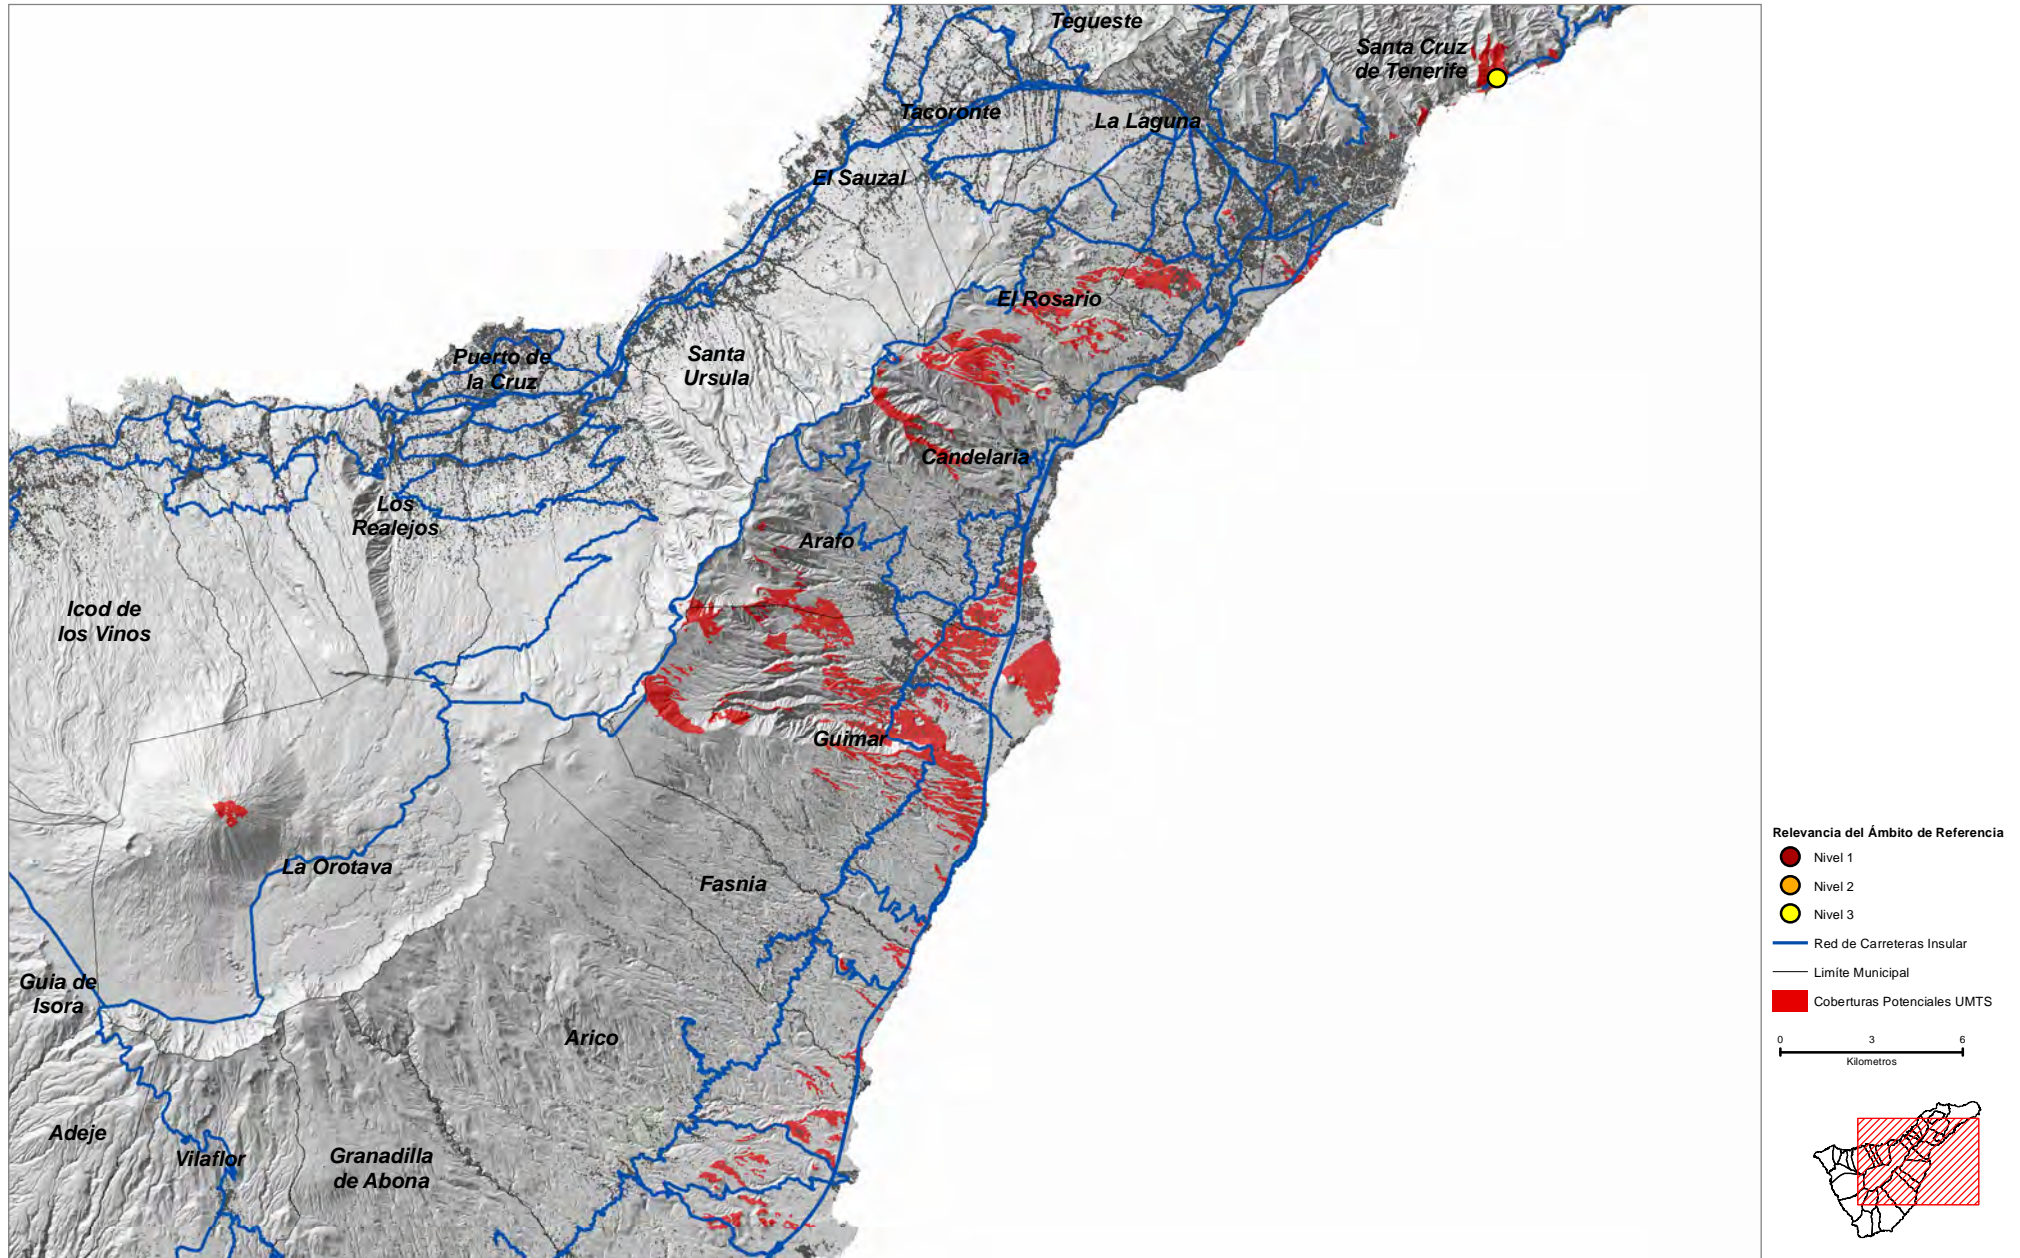 Tegueste
Santa Cruz
de Tenerife
Tacoronte
La Laguna
El Sauzal
El Rosario
Puerto de
la Cruz
Santa
Ursula
Candelaria
Los
Realejos
Arafo
Icod de
los Vinos
Guimar
La Orotava
Fasnia
Guia de
Isora
Arico
Adeje
Vilaflor
Granadilla
de Abona
Relevancia del Ámbito de Referencia
Nivel 1
Nivel 2
Nivel 3
Red de Carreteras Insular
Limíte Municipal
Coberturas Potenciales UMTS
0 3 6
Kilometros